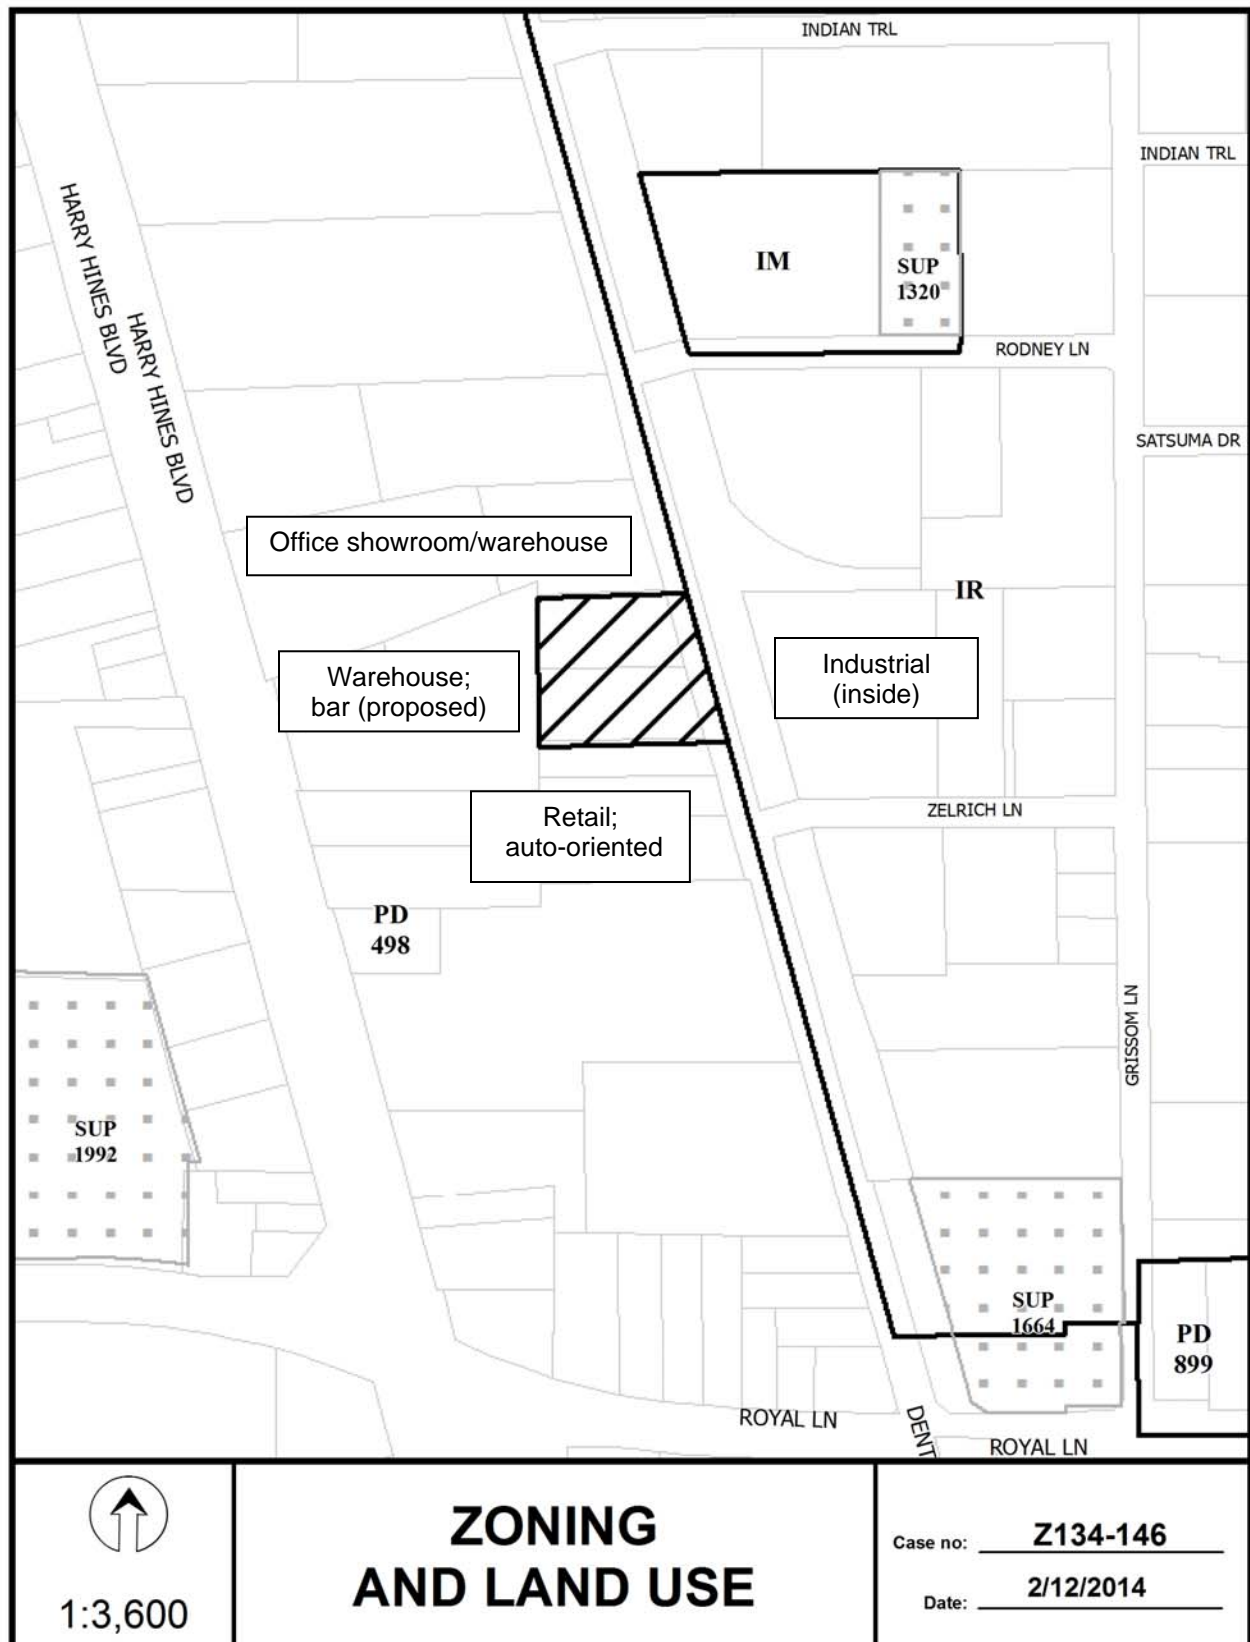 INDIAN TRL
INDIAN TRL
HARRY HINES BLVD
HARRY HINES BLVD
IM
SUP
1320
RODNEY LN
SATSUMA DR
Office showroom/warehouse
IR
Warehouse;
bar (proposed)
Industrial
(inside)
Retail;
auto-oriented
ZELRICH LN
PD
498
GRISSOM LN
SUP
1992
SUP
1664
PD
899
ROYAL LN
DENT
ROYAL LN
1:3,600
ZONING
AND LAND USE
Case no: Z134-146
Date: 2/12/2014